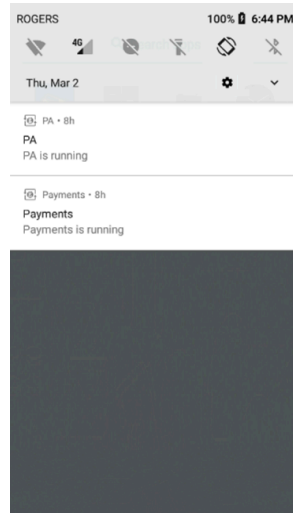 ROGERS 100% 6:44 PM
4G
Thu, Mar 2
PA • 8h
PA
PA is running
Payments • 8h
Payments
Payments is running